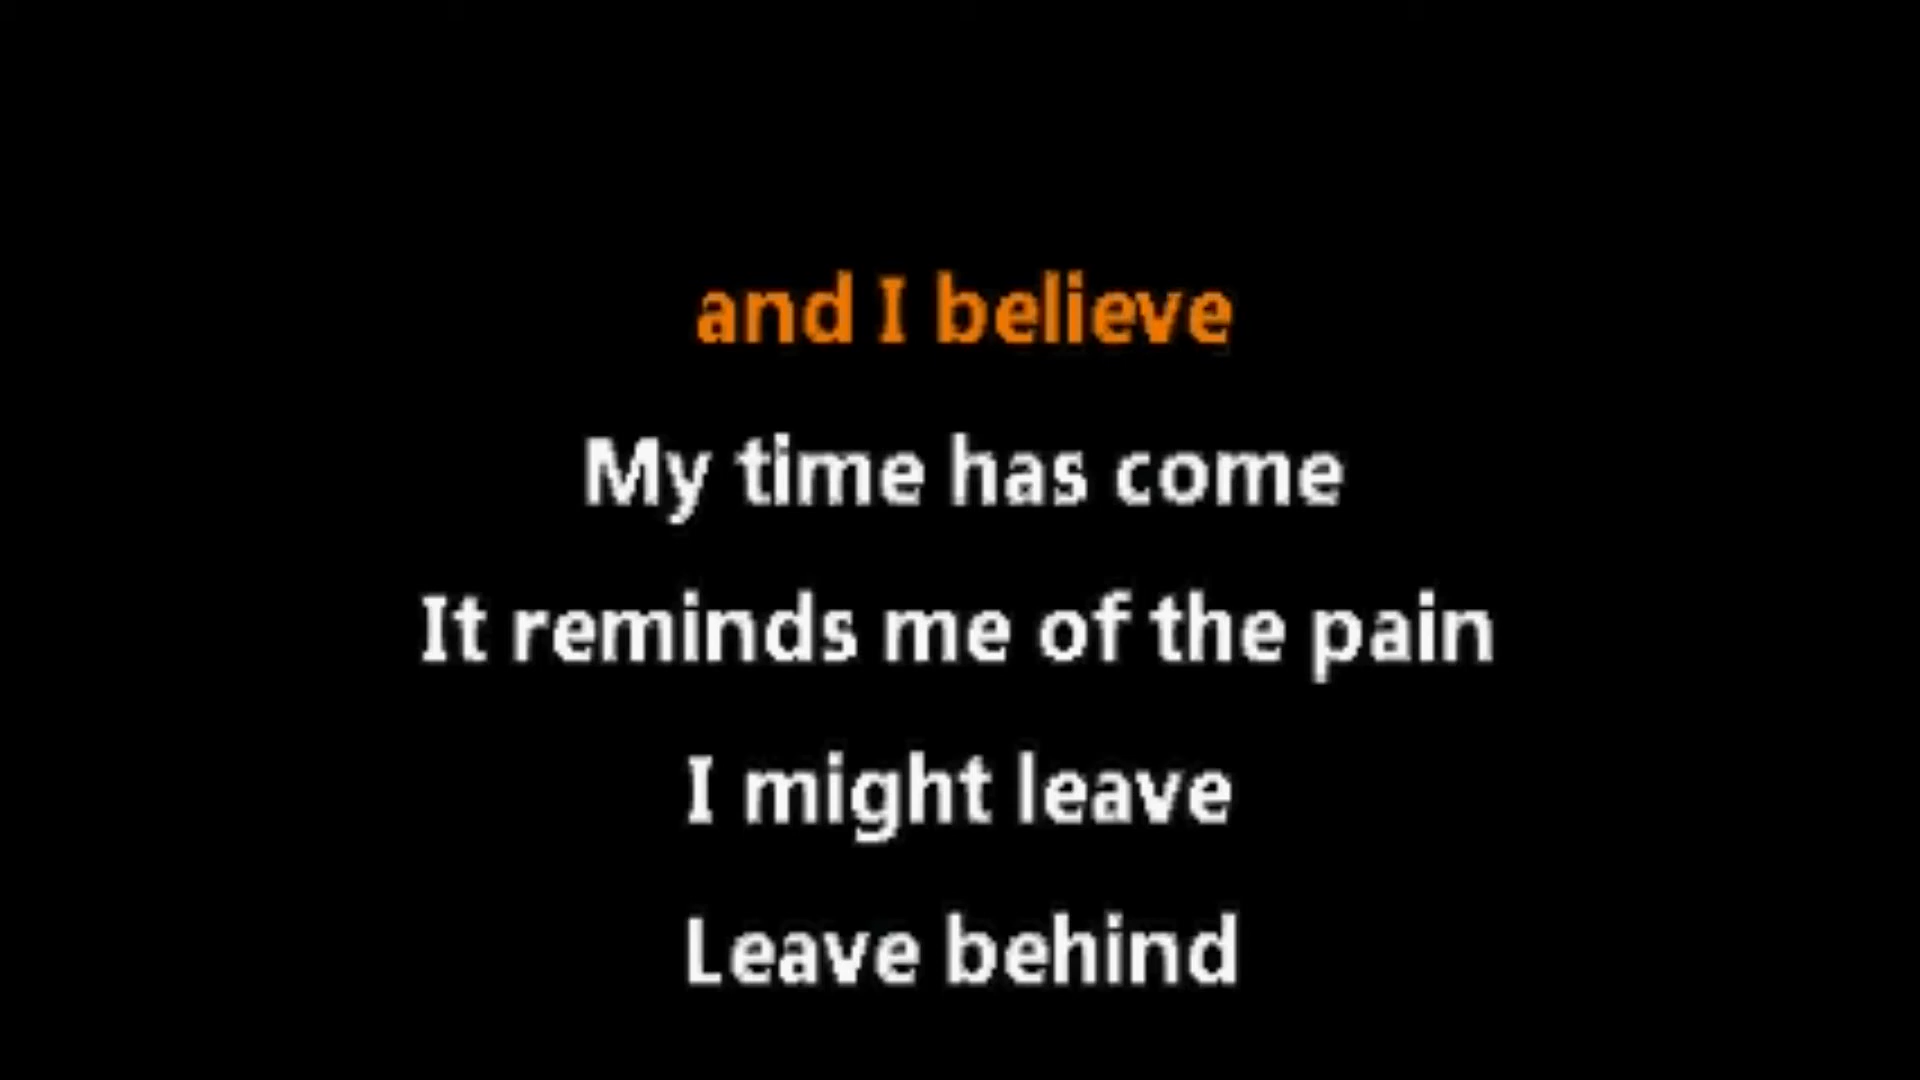 and I believe
My time has come
It reminds me of the pain
I might leave
Leave behind